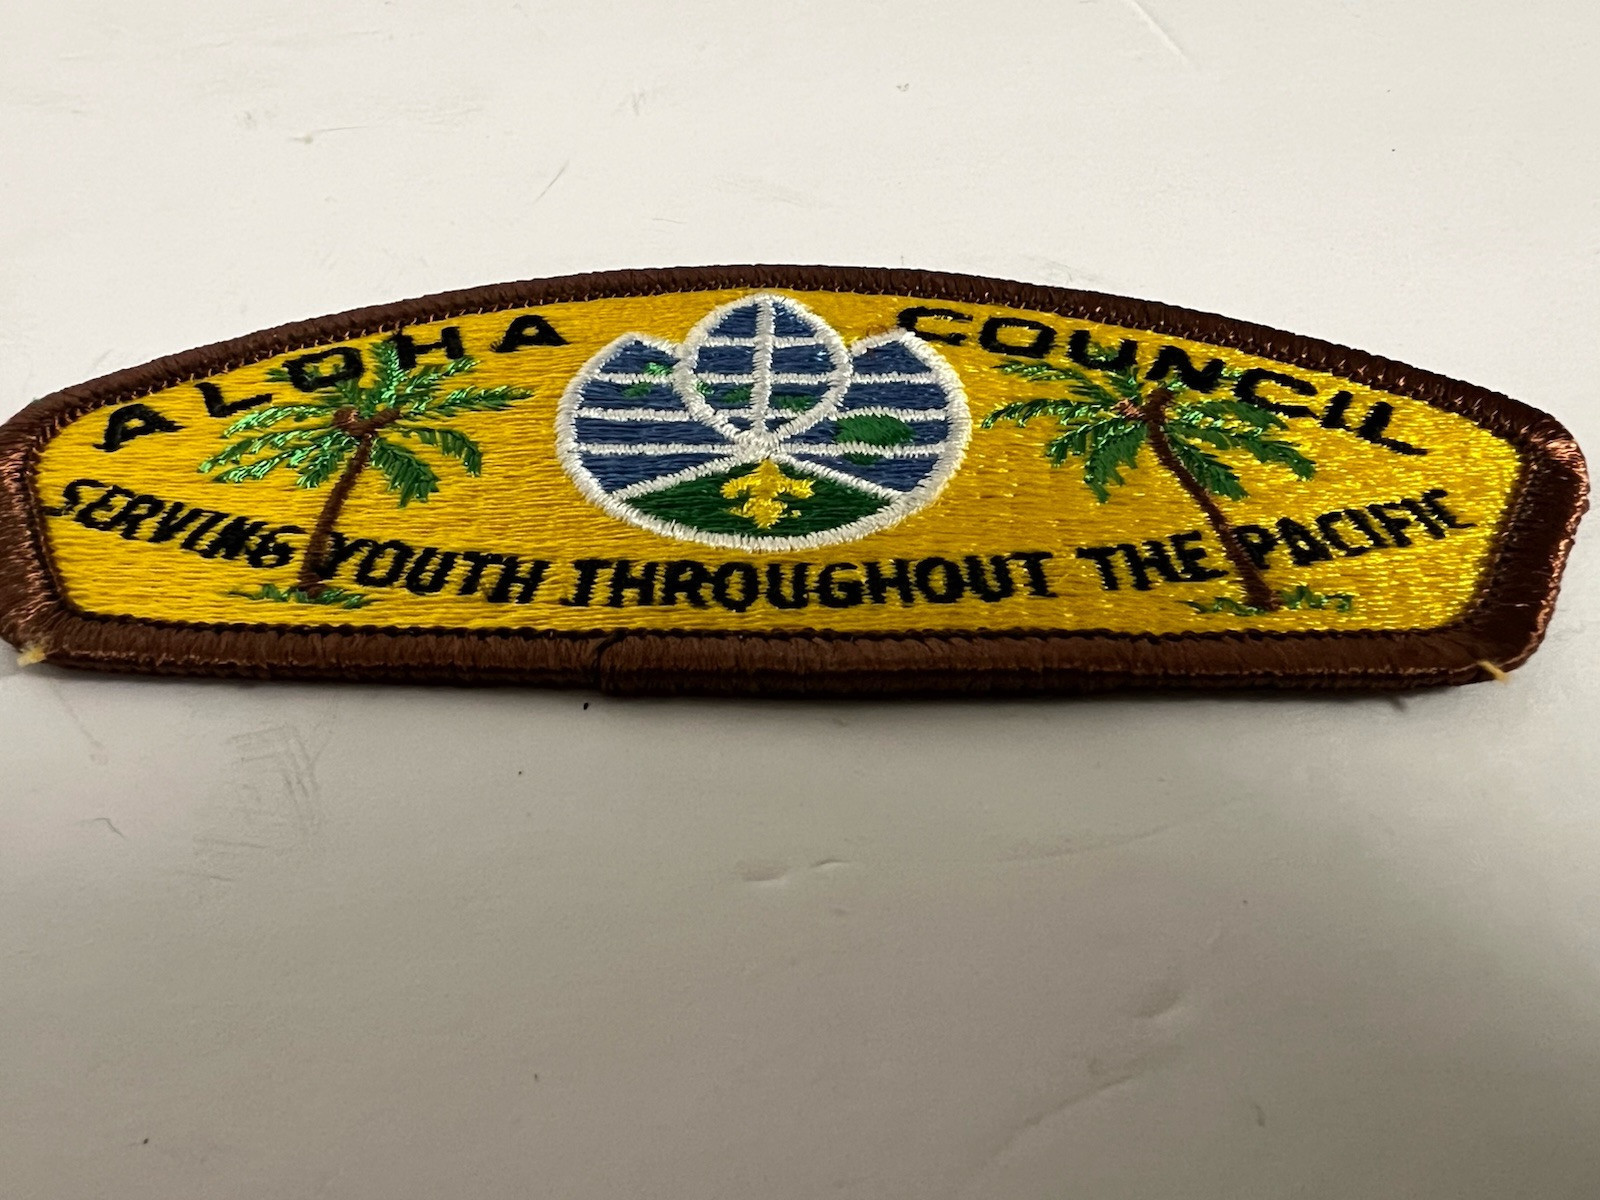 ALOHA COUNCIL
SERVING YOUTH THROUGHOUT THE PACIFIC